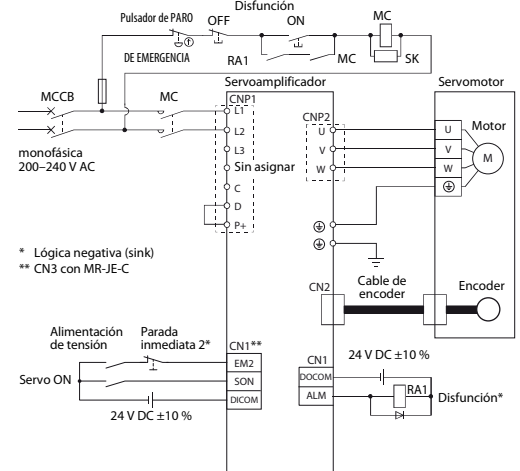 Disfunción
Pulsador de PARO
OFF
ON
MC
DE EMERGENCIA
RA1
MC
SK
Servoamplificador
Servomotor
MCCB
MC
CNP1
CNP2
L1
L2
L3
Sin asignar
C
D
P+
U
V
W
U
V
W
Motor
M
monofásica
200–240 V AC
* Lógica negativa (sink)
** CN3 con MR-JE-C
CN2
Cable de
encoder
Encoder
Alimentación
de tensión
Parada
inmediata 2*
CN1**
EM2
SON
DICOM
Servo ON
24 V DC ±10 %
CN1
DOCOM
ALM
24 V DC ±10 %
RA1
Disfunción*